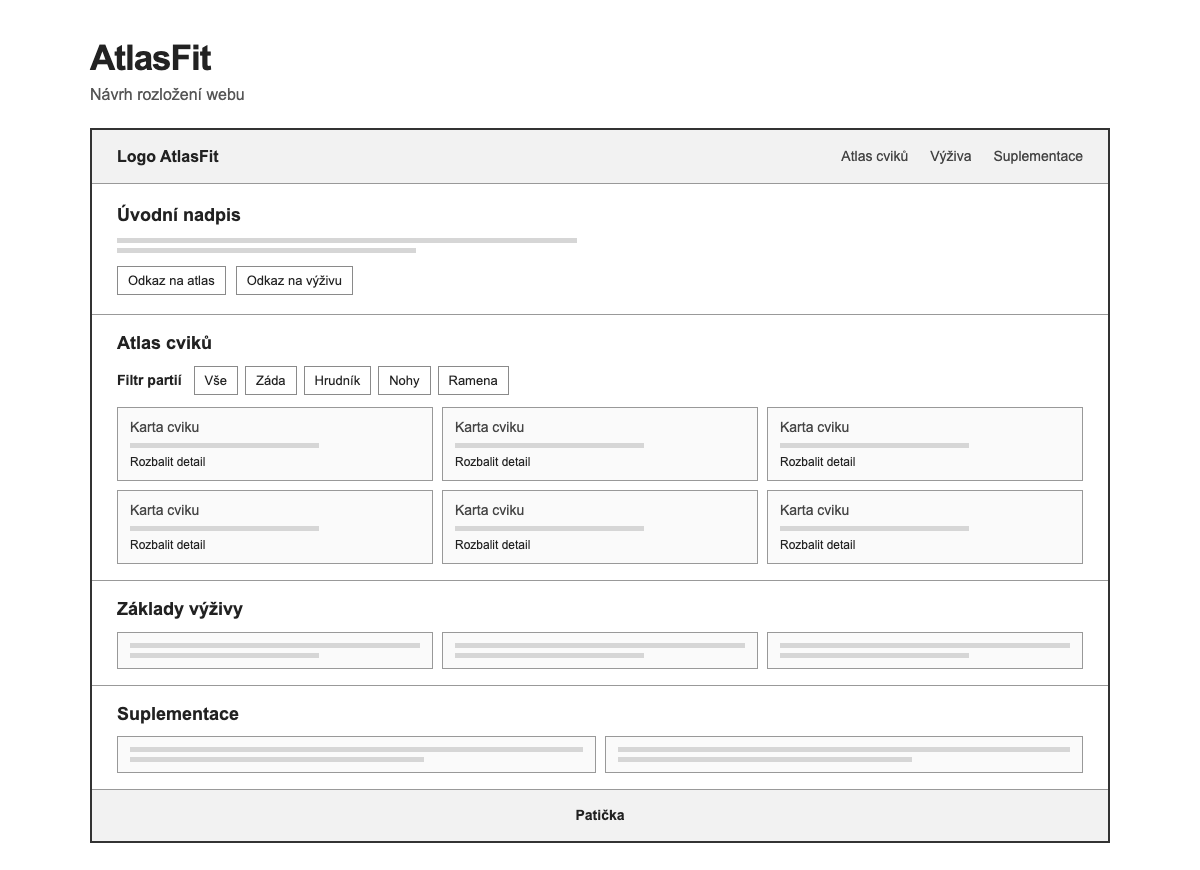 AtlasFit
Návrh rozložení webu
Logo AtlasFit Atlas cviků Výživa Suplementace
Úvodní nadpis
Odkaz na atlas Odkaz na výživu
Atlas cviků
Filtr partií Vše Záda Hrudník Nohy Ramena
Karta cviku Karta cviku Karta cviku
Rozbalit detail Rozbalit detail Rozbalit detail
Karta cviku Karta cviku Karta cviku
Rozbalit detail Rozbalit detail Rozbalit detail
Základy výživy
Suplementace
Patička